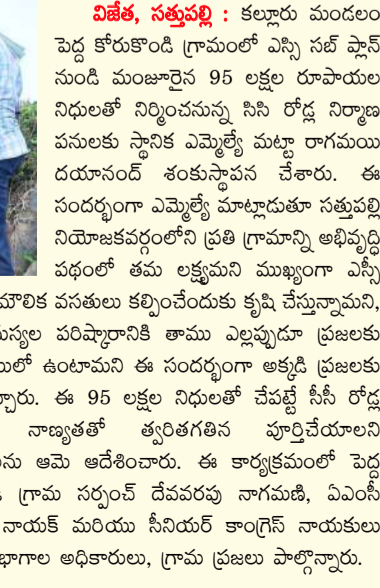 విజేత, సత్తుపల్లి : కల్లూరు మండలం
పెద్ద కోరుకొండి గ్రామంలో ఎస్సి సబ్ ప్లాన్
నుండి మంజూరైన 95 లక్షల రూపాయల
నిధులతో నిర్మించనున్న సిసి రోడ్ల నిర్మాణ
పనులకు స్థానిక ఎమ్మెల్యే మట్టా రాగమయి
దయానంద్ శంకుస్థాపన చేశారు. ఈ
సందర్భంగా ఎమ్మెల్యే మాట్లాడుతూ సత్తుపల్లి
నియోజకవర్గంలోని ప్రతి గ్రామాన్ని అభివృద్ధి
పథంలో తమ లక్ష్యమని ముఖ్యంగా ఎస్సీ
మౌలిక వసతులు కల్పించేందుకు కృషి చేస్తున్నామని,
పరిష్కారానికి తాము ఎల్లప్పుడూ ప్రజలకు
ఉంటామని ఈ సందర్భంగా అక్కడి ప్రజలకు
ఈ 95 లక్షల నిధులతో చేపట్టే సీసీ రోడ్ల
నాణ్యతతో త్వరితగతిన పూర్తిచేయాలని
ఆమె ఆదేశించారు. ఈ కార్యక్రమంలో పెద్ద
గ్రామ సర్పంచ్ దేవవరపు నాగమణి, ఏఎంసీ
నాయక్ మరియు సీనియర్ కాంగ్రెస్ నాయకులు
అధికారులు, గ్రామ ప్రజలు పాల్గొన్నారు.